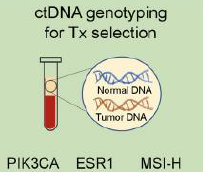 ctDNA genotyping
for Tx selection
Normal DNA
Tumor DNA
PIK3CA ESR1 MSI-H